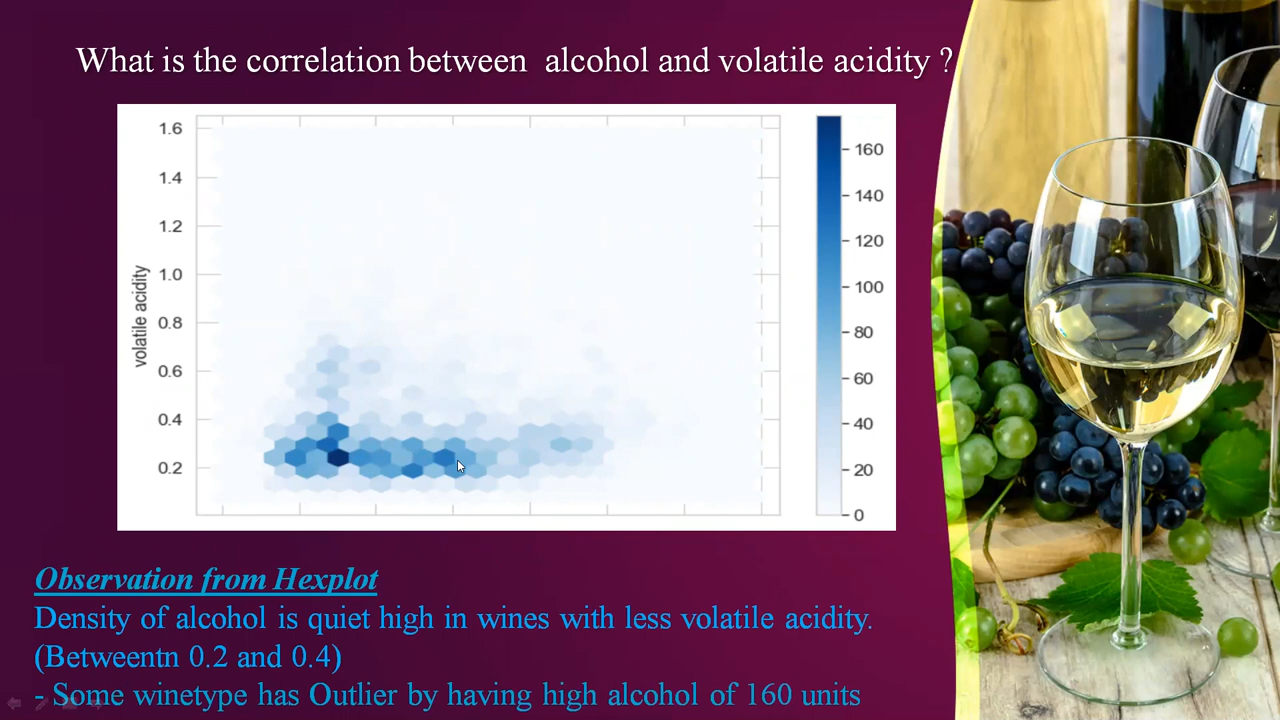 What is the correlation between alcohol and volatile acidity ?
1.6
1.4
1.2
1.0
0.8
0.6
0.4
0.2
volatile acidity
160
140
120
100
80
60
40
20
0
Observation from Hexplot
Density of alcohol is quiet high in wines with less volatile acidity.
(Betweentn 0.2 and 0.4)
- Some winetype has Outlier by having high alcohol of 160 units